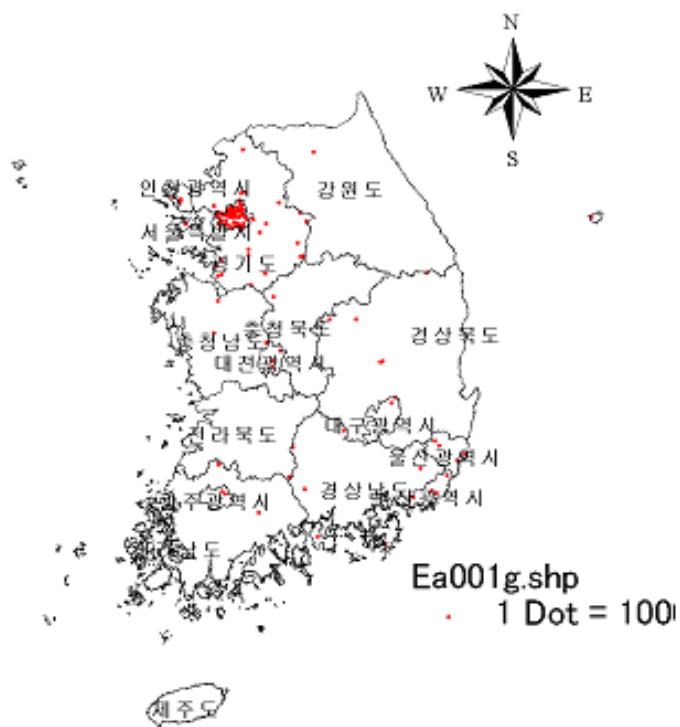 N
W E
S
인천광역시
강원도
서울특별시
경기도
충청북도
충청남도
경상북도
대전광역시
대구광역시
전라북도
울산광역시
경상남도
광주광역시
부산광역시
남도
Ea001g.shp
1 Dot = 100
제주도